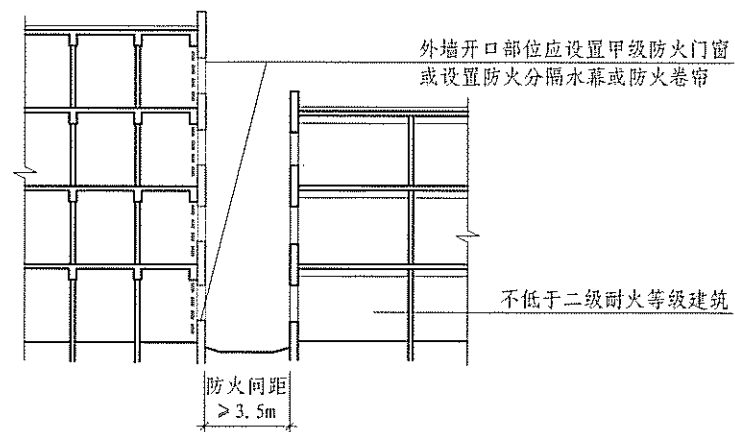 外墙开口部位应设置甲级防火门窗
或设置防火分隔水幕或防火卷帘
不低于二级耐火等级建筑
防火间距
≥3.5m